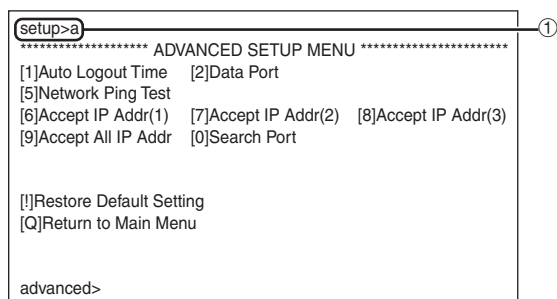 setup>a ①
******************** ADVANCED SETUP MENU ***********************
[1]Auto Logout Time [2]Data Port
[5]Network Ping Test
[6]Accept IP Addr(1) [7]Accept IP Addr(2) [8]Accept IP Addr(3)
[9]Accept All IP Addr [0]Search Port
[!]Restore Default Setting
[Q]Return to Main Menu
advanced>